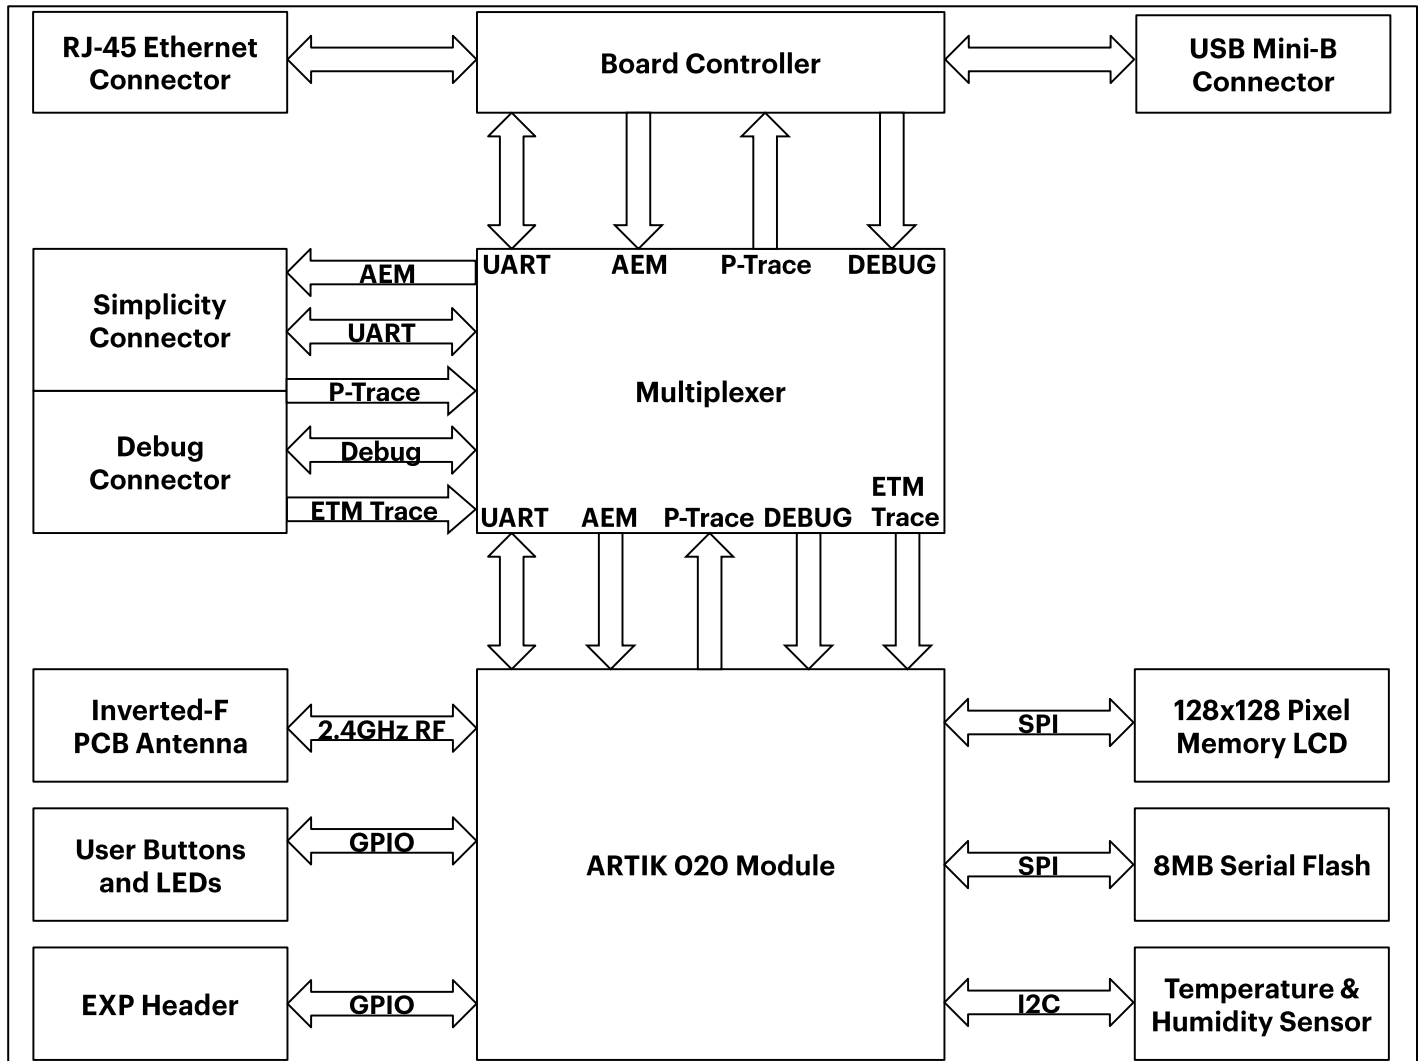 RJ-45 Ethernet
Connector
Board Controller
USB Mini-B
Connector
UART
AEM
P-Trace
DEBUG
Simplicity
Connector
AEM
UART
P-Trace
Multiplexer
Debug
Connector
Debug
ETM Trace
UART
AEM
P-Trace
DEBUG
ETM
Trace
Inverted-F
PCB Antenna
2.4GHz RF
SPI
128x128 Pixel
Memory LCD
User Buttons
and LEDs
GPIO
ARTIK 020 Module
SPI
8MB Serial Flash
EXP Header
GPIO
I2C
Temperature &
Humidity Sensor